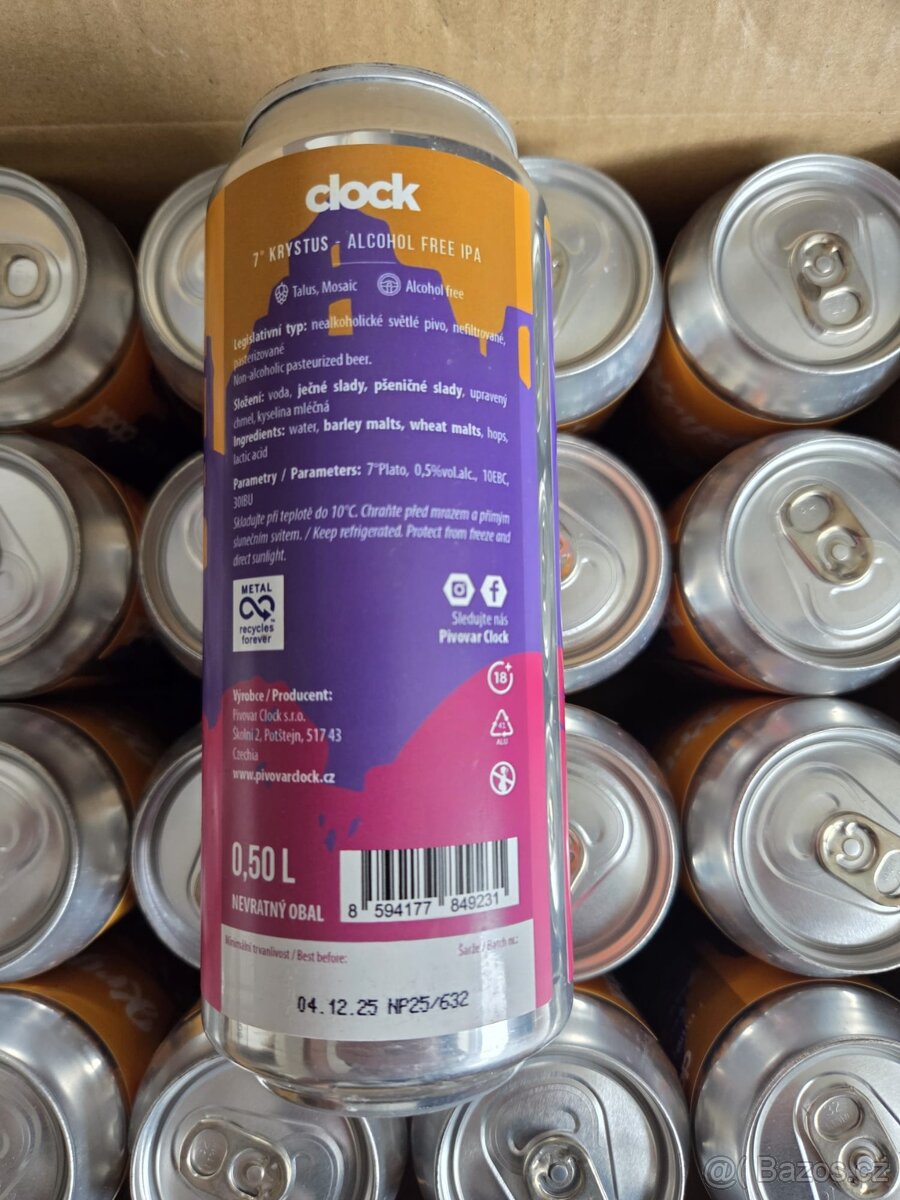 clock
7° KRYSTUS - ALCOHOL FREE IPA
Talus, Mosaic
Alcohol free
Legislativní typ: nealkoholické světlé pivo, nefiltrované,
pasterizované
Non-alcoholic pasteurized beer.
Složení: voda, ječné slady, pšeničné slady, upravený
chmel, kyselina mléčná
Ingredients: water, barley malts, wheat malts, hops,
lactic acid
Parametry / Parameters: 7°Plato, 0,5%vol.alc., 10EBC,
30IBU
Skladujte při teplotě do 10°C. Chraňte před mrazem a přímým
slunečním svitem. / Keep refrigerated. Protect from freeze and
direct sunlight.
METAL
recycles
forever
Sledujte nás
Pivovar Clock
18+
41
ALU
Výrobce / Producent:
Pivovar Clock s.r.o.
Školní 2, Potštejn, 517 43
Czechia
www.pivovarclock.cz
0,50 L
NEVRATNÝ OBAL
8 594177 849231
Minimální trvanlivost / Best before:
Šarže / Batch nr.:
04.12.25 NP25/632
@ Bazos.cz